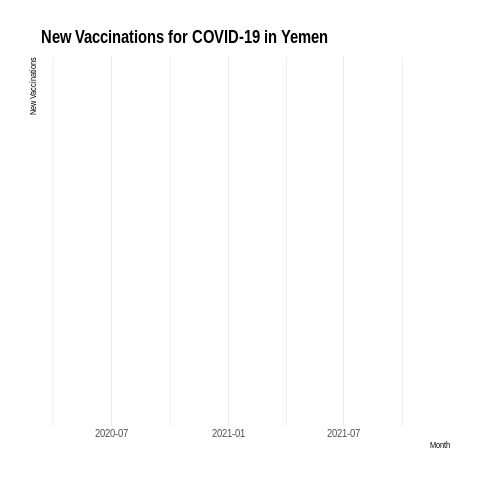 New Vaccinations for COVID-19 in Yemen
New Vaccinations
2020-07
2021-01
2021-07
Month